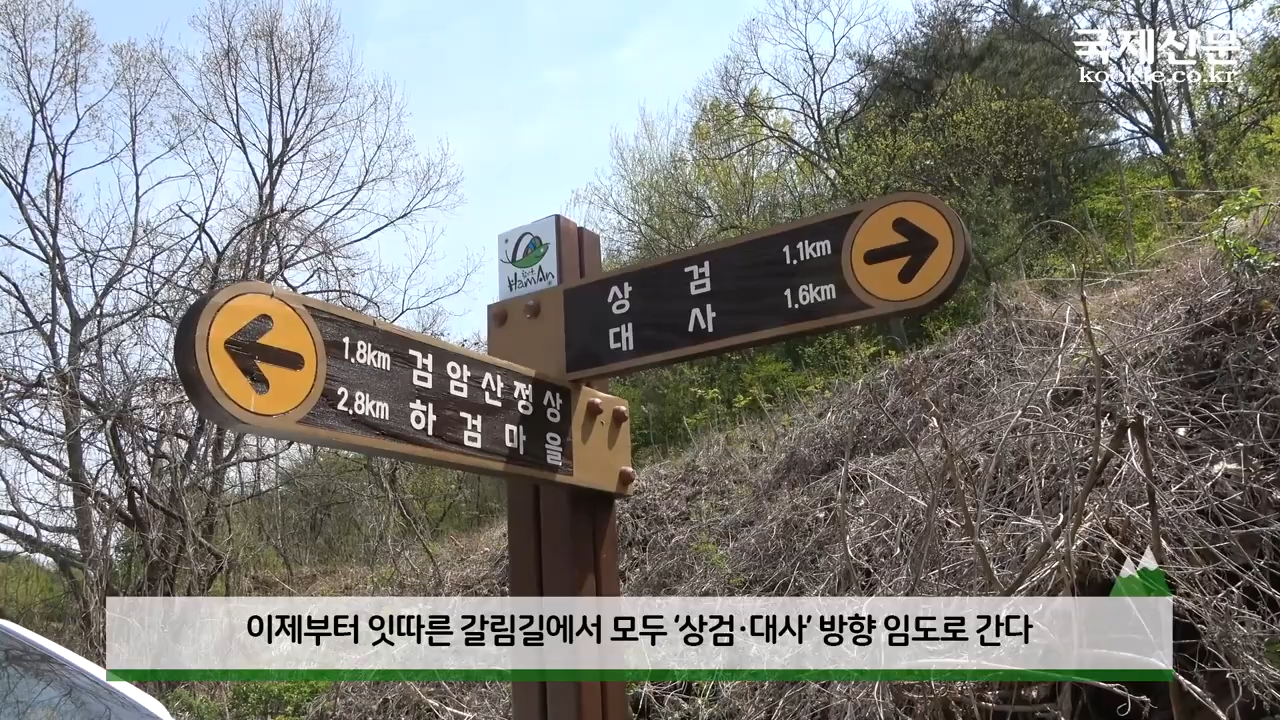 국제신문
kookje.co.kr
HamAn
상 검 1.1km
대 사 1.6km
1.8km 검암산정상
2.8km 하검마을
이제부터 잇따른 갈림길에서 모두 ‘상검·대사’ 방향 임도로 간다